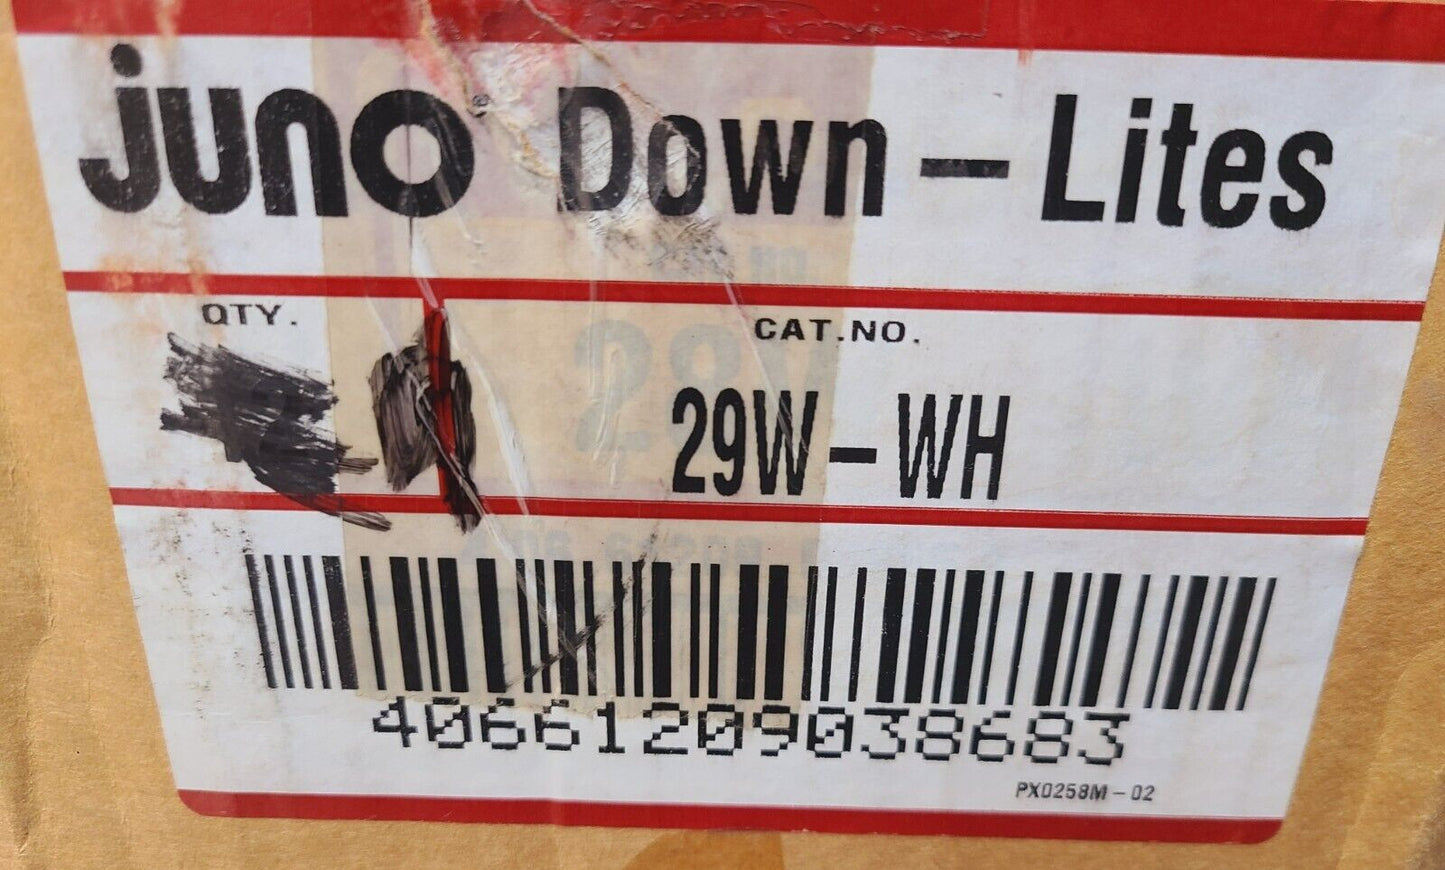 juno® Down-Lites
QTY. CAT.NO.
29W-WH
40661209038683
PX0258M-02